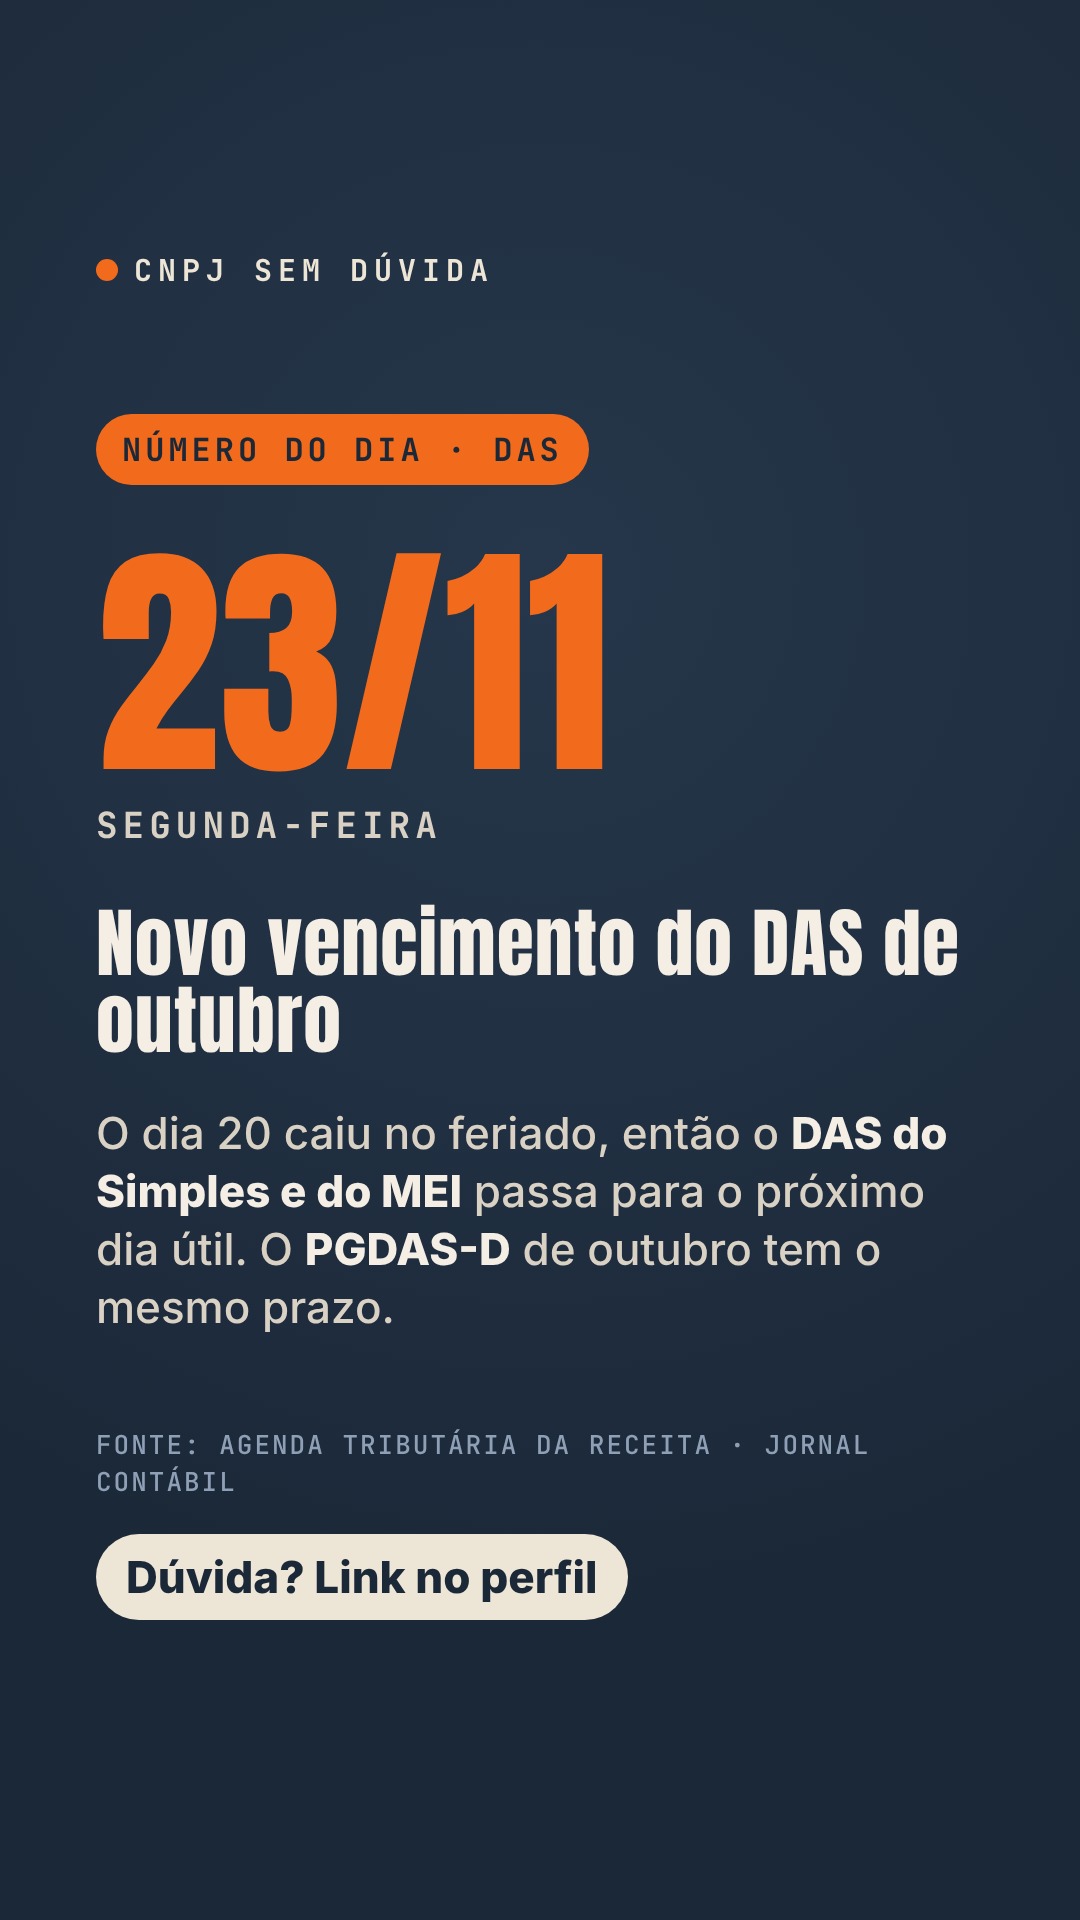 CNPJ SEM DÚVIDA
NÚMERO DO DIA · DAS
23/11
SEGUNDA-FEIRA
Novo vencimento do DAS de
outubro
O dia 20 caiu no feriado, então o DAS do
Simples e do MEI passa para o próximo
dia útil. O PGDAS-D de outubro tem o
mesmo prazo.
FONTE: AGENDA TRIBUTÁRIA DA RECEITA · JORNAL
CONTÁBIL
Dúvida? Link no perfil